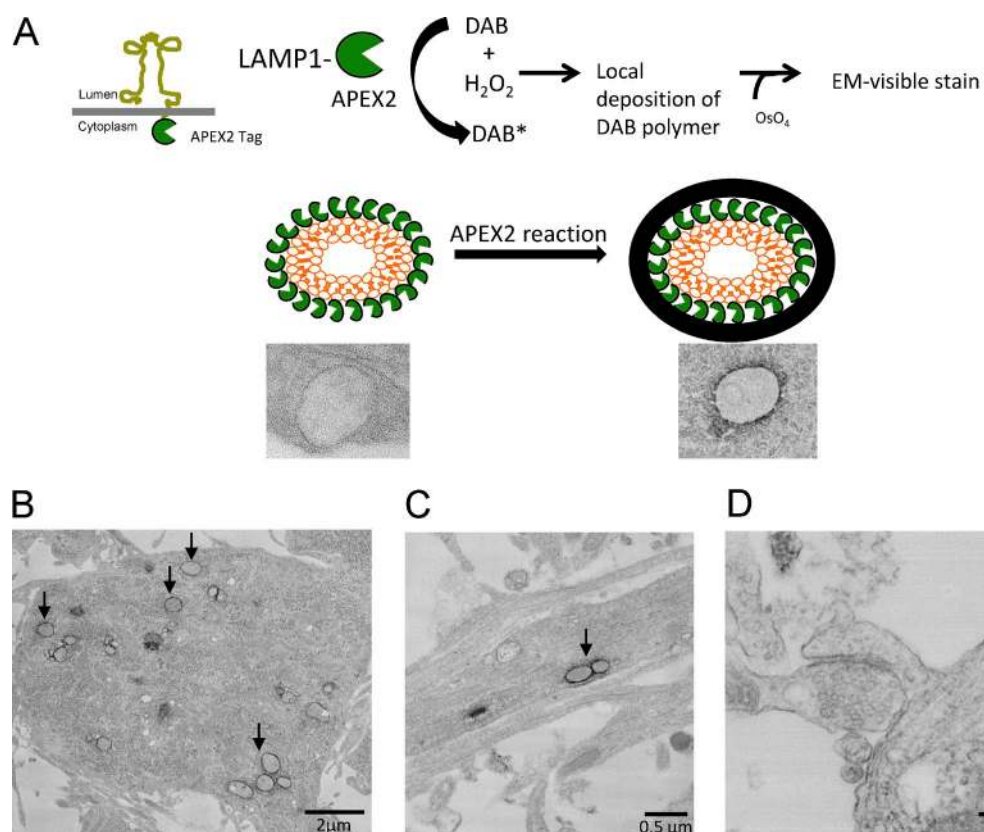 A
Lumen
Cytoplasm
APEX2 Tag
LAMP1-
APEX2
DAB
+
H₂O₂
DAB*
Local
deposition of
DAB polymer
OsO₄
EM-visible stain
APEX2 reaction
B
C
D
2μm
0.5 μm